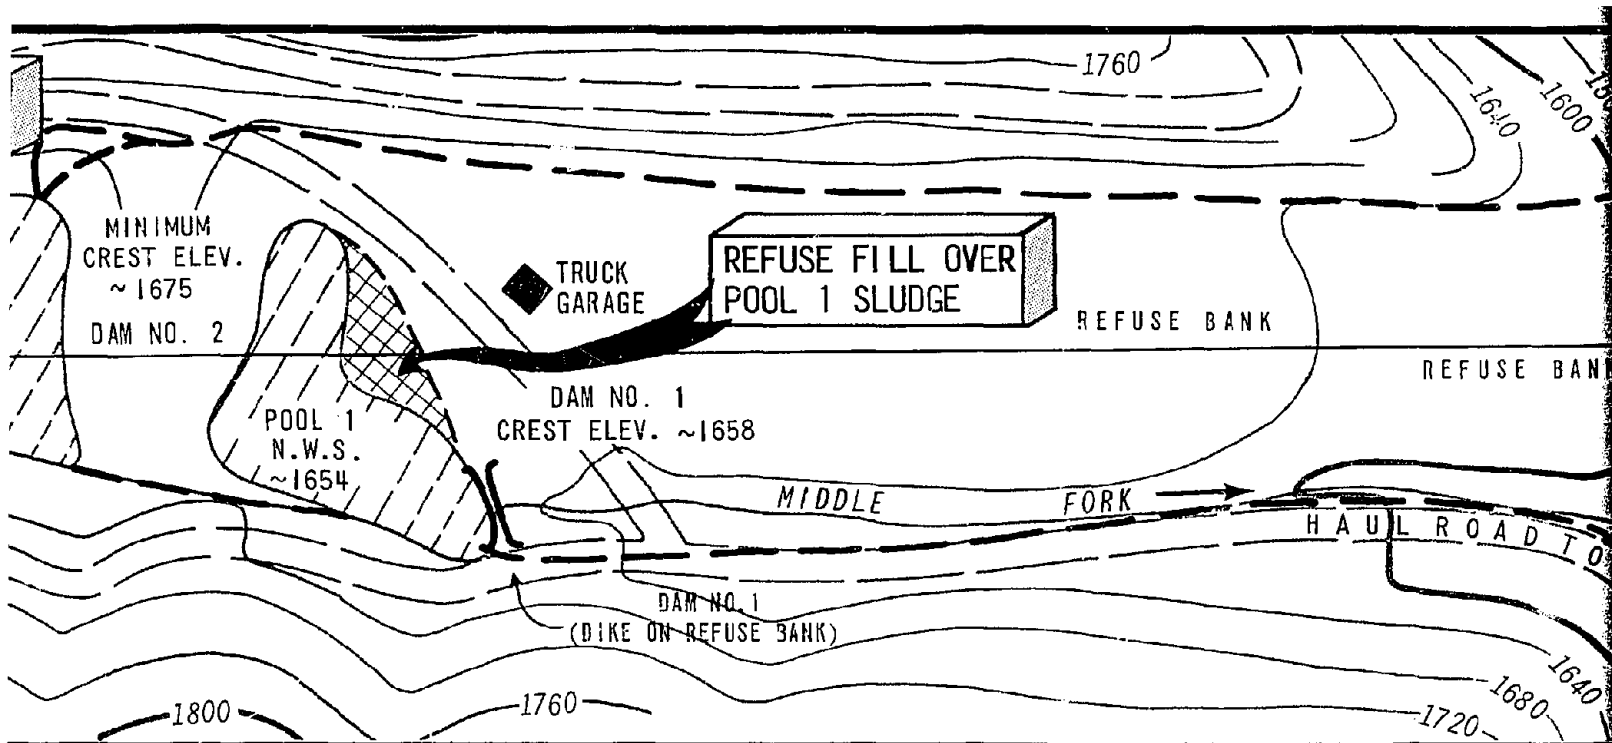 1760
1640
1600
MINIMUM
CREST ELEV.
~1675
DAM NO. 2
TRUCK
GARAGE
REFUSE FILL OVER
POOL 1 SLUDGE
REFUSE BANK
REFUSE BANK
DAM NO. 1
CREST ELEV. ~1658
POOL 1
N.W.S.
~1654
MIDDLE FORK
HAUL ROAD TO
DAM NO. 1
(DIKE ON REFUSE BANK)
1800
1760
1640
1680
1720